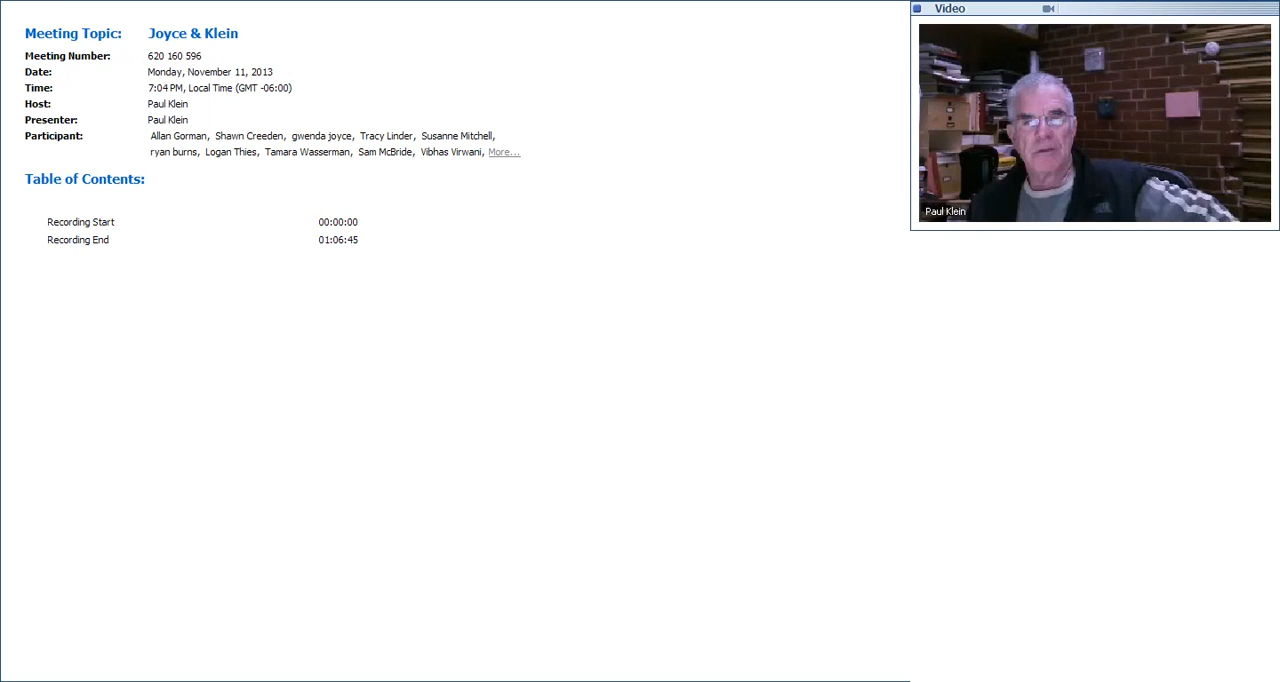 Meeting Topic: Joyce & Klein
Meeting Number: 620 160 596
Date: Monday, November 11, 2013
Time: 7:04 PM, Local Time (GMT -06:00)
Host: Paul Klein
Presenter: Paul Klein
Participant: Allan Gorman, Shawn Creeden, gwenda joyce, Tracy Linder, Susanne Mitchell,
ryan burns, Logan Thies, Tamara Wasserman, Sam McBride, Vibhas Virwani, More...
Table of Contents:
Recording Start 00:00:00
Recording End 01:06:45
Video
Paul Klein